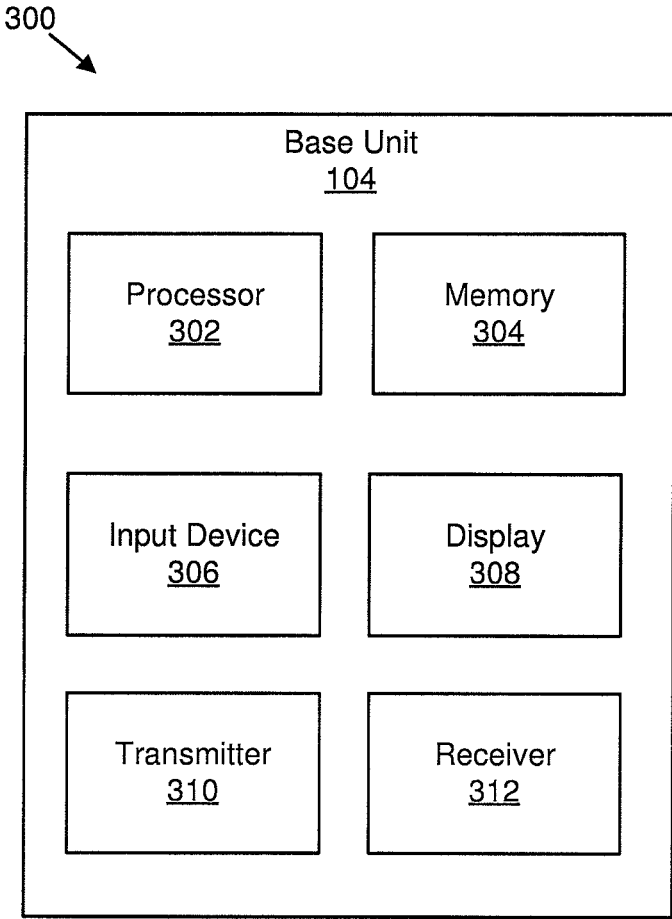 300
Base Unit
104
Processor
302
Memory
304
Input Device
306
Display
308
Transmitter
310
Receiver
312